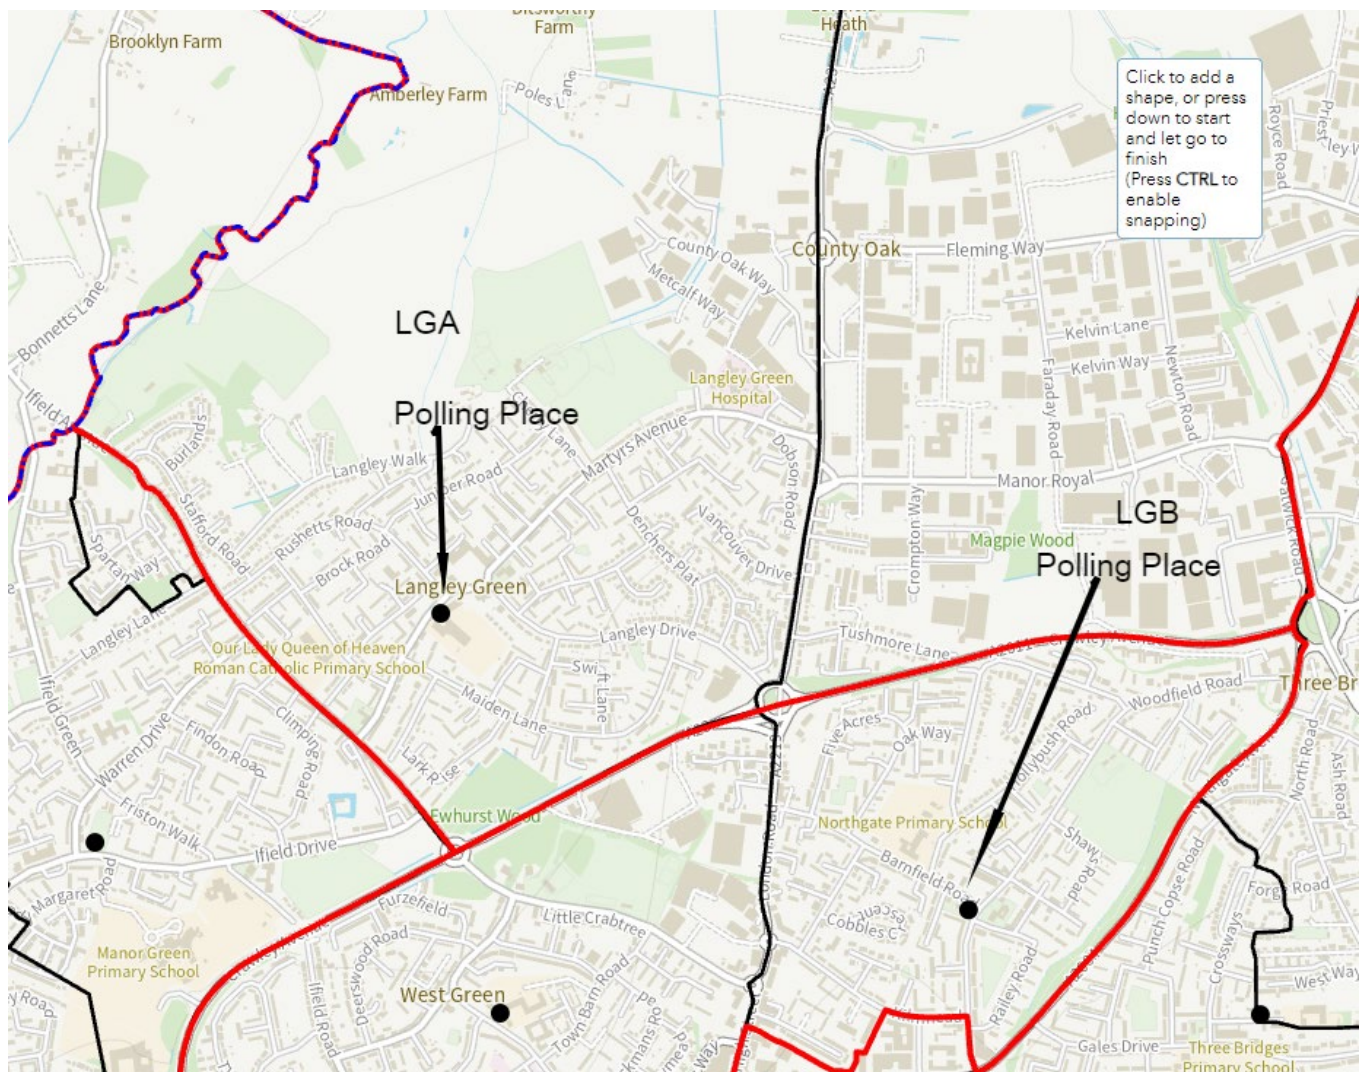 Brooklyn Farm
Farm
Heath
Amberley Farm
Poles Lane
Click to add a
shape, or press
down to start
and let go to
finish
(Press CTRL to
enable
snapping)
Royce Road
County Oak Way
County Oak
Fleming Way
Metcalf Way
Bonnetts Lane
LGA
Kelvin Lane
Kelvin Way
Langley Green
Hospital
Faraday Road
Newton Road
Polling Place
Burlands
Langley Walk
Juniper Road
Martyrs Avenue
Dobson Road
Manor Royal
Gatwick Road
Stafford Road
Rushetts Road
Brock Road
Denchers Plat
Vancouver Drive
Crompton Way
Magpie Wood
LGB
Polling Place
Spartan Way
Langley Green
Langley Lane
Langley Drive
Tushmore Lane
Our Lady Queen of Heaven
Roman Catholic Primary School
Swift Lane
Maiden Lane
Woodfield Road
Three Br
Ifield Green
Warren Drive
Climping Road
Findon Road
Five Acres
Oak Way
Hollybush Road
North Road
Ash Road
Lark Rise
Ewhurst Wood
Northgate Primary School
Friston Walk
Ifield Drive
Shaws Road
Barnfield Road
Margaret Road
Punch Copse Road
Forge Road
Furzefield
Little Crabtree
London Road
Cobbles Crescent
Crossways
Manor Green
Primary School
Crawley Avenue
Deerswood Road
West Green
Town Barn Road
Ifield Road
Railey Road
West Way
Gales Drive
Three Bridges
Primary School